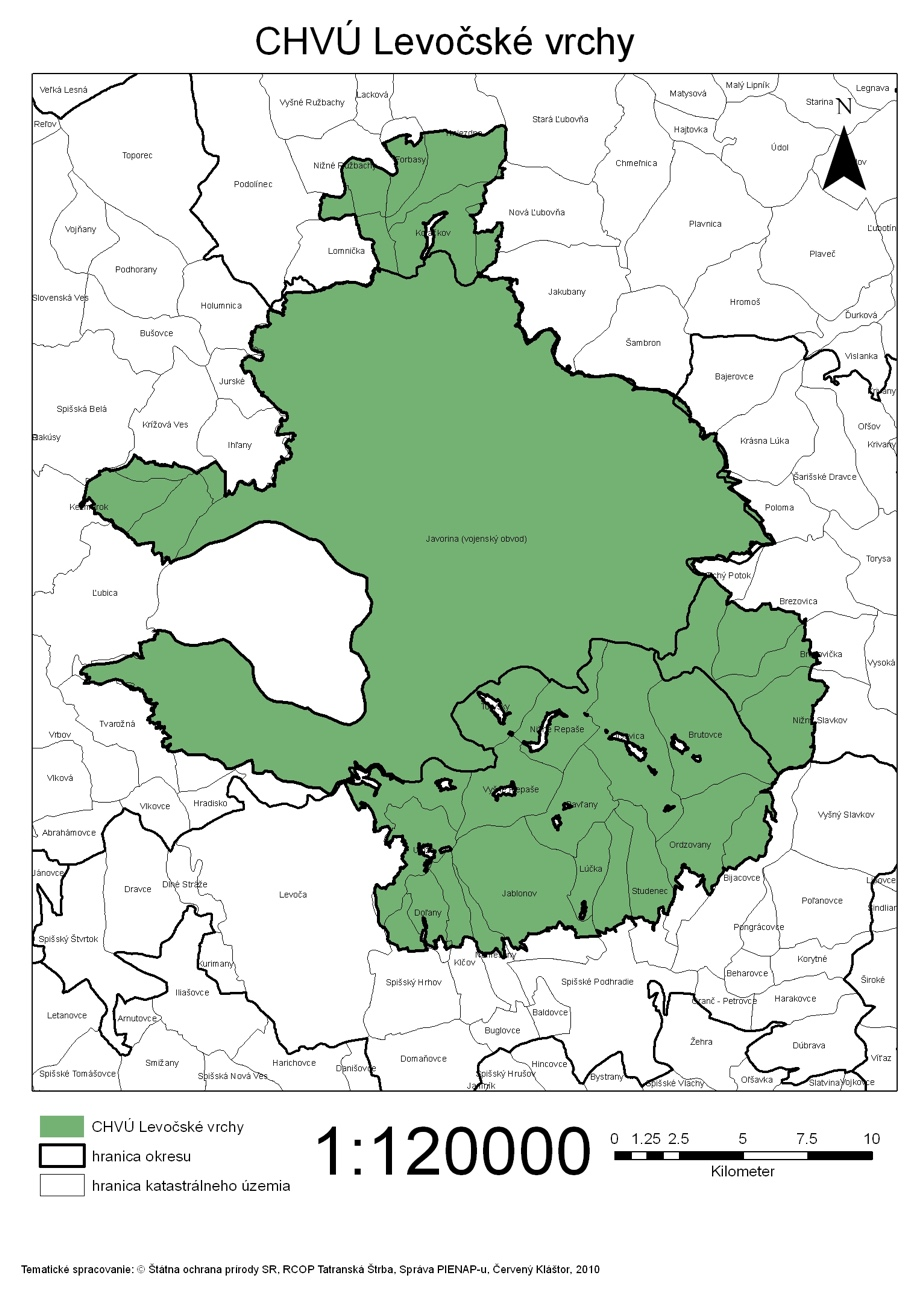 CHVÚ Levočské vrchy
Veľká Lesná
Lacková
Vyšné Ružbachy
Matysová
Malý Lipník
Legnava
Starina
N
Reľov
Toporec
Stará Ľubovňa
Hajtovka
Údol
Hniezdne
Forbasy
Nižné Ružbachy
Chmeľnica
Podolínec
Nová Ľubovňa
Plavnica
Vojňany
Kolačkov
Lomnička
Plaveč
Podhorany
Jakubany
Slovenská Ves
Holumnica
Hromoš
Ďurková
Bušovce
Šambron
Vislanka
Jurské
Bajerovce
Spišská Belá
Krížová Ves
Oľšov
Ihľany
Krásna Lúka
Krivany
Šarišské Dravce
Poloma
Javorina (vojenský obvod)
Torysa
Ľubica
Brezovica
Vysoká
Tvarožná
Nižný Slavkov
Vrbov
Nižné Repaše
Brutovce
Vlková
Vyšné Repaše
Pavľany
Vlkovce
Hradisko
Vyšný Slavkov
Abrahámovce
Ordzovany
Jánovce
Dravce
Dlhé Stráže
Levoča
Lúčka
Bijacovce
Jablonov
Studenec
Poľanovce
Doľany
Spišský Štvrtok
Pongrácovce
Klčov
Korytné
Kurimany
Beharovce
Iliašovce
Spišský Hrhov
Spišské Podhradie
Široké
Harakovce
Granč - Petrovce
Letanovce
Arnutovce
Baldovce
Buglovce
Žehra
Dúbrava
Smižany
Harichovce
Domaňovce
Hincovce
Víťaz
Danišovce
Spišské Tomášovce
Spišská Nová Ves
Spišský Hrušov
Bystrany
Spišské Vlachy
Oľšavka
Slatvina
Vojkovce
Jamník
CHVÚ Levočské vrchy
hranica okresu
hranica katastrálneho územia
1:120000
0 1.25 2.5 5 7.5 10
Kilometer
Tematické spracovanie: © Štátna ochrana prírody SR, RCOP Tatranská Štrba, Správa PIENAP-u, Červený Kláštor, 2010